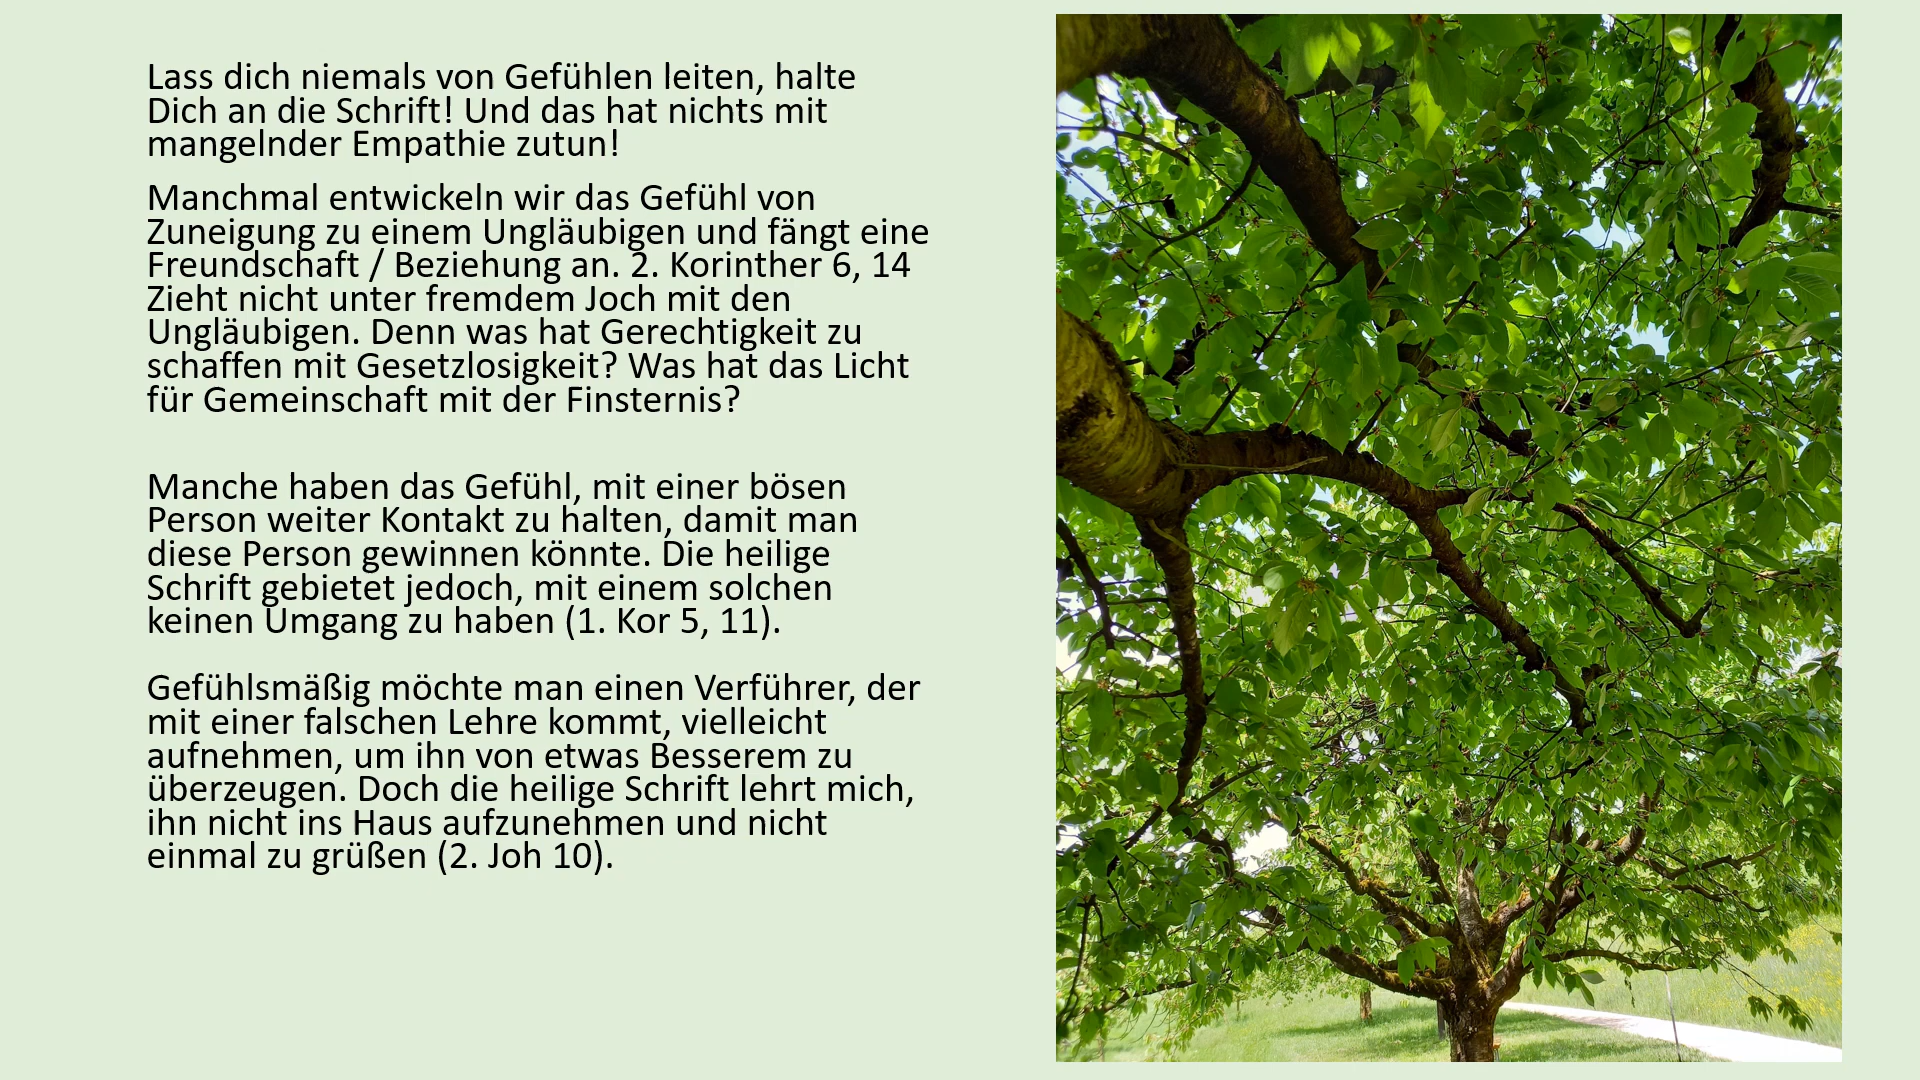 Lass dich niemals von Gefühlen leiten, halte
Dich an die Schrift! Und das hat nichts mit
mangelnder Empathie zutun!
Manchmal entwickeln wir das Gefühl von
Zuneigung zu einem Ungläubigen und fängt eine
Freundschaft / Beziehung an. 2. Korinther 6, 14
Zieht nicht unter fremdem Joch mit den
Ungläubigen. Denn was hat Gerechtigkeit zu
schaffen mit Gesetzlosigkeit? Was hat das Licht
für Gemeinschaft mit der Finsternis?
Manche haben das Gefühl, mit einer bösen
Person weiter Kontakt zu halten, damit man
diese Person gewinnen könnte. Die heilige
Schrift gebietet jedoch, mit einem solchen
keinen Umgang zu haben (1. Kor 5, 11).
Gefühlsmäßig möchte man einen Verführer, der
mit einer falschen Lehre kommt, vielleicht
aufnehmen, um ihn von etwas Besserem zu
überzeugen. Doch die heilige Schrift lehrt mich,
ihn nicht ins Haus aufzunehmen und nicht
einmal zu grüßen (2. Joh 10).